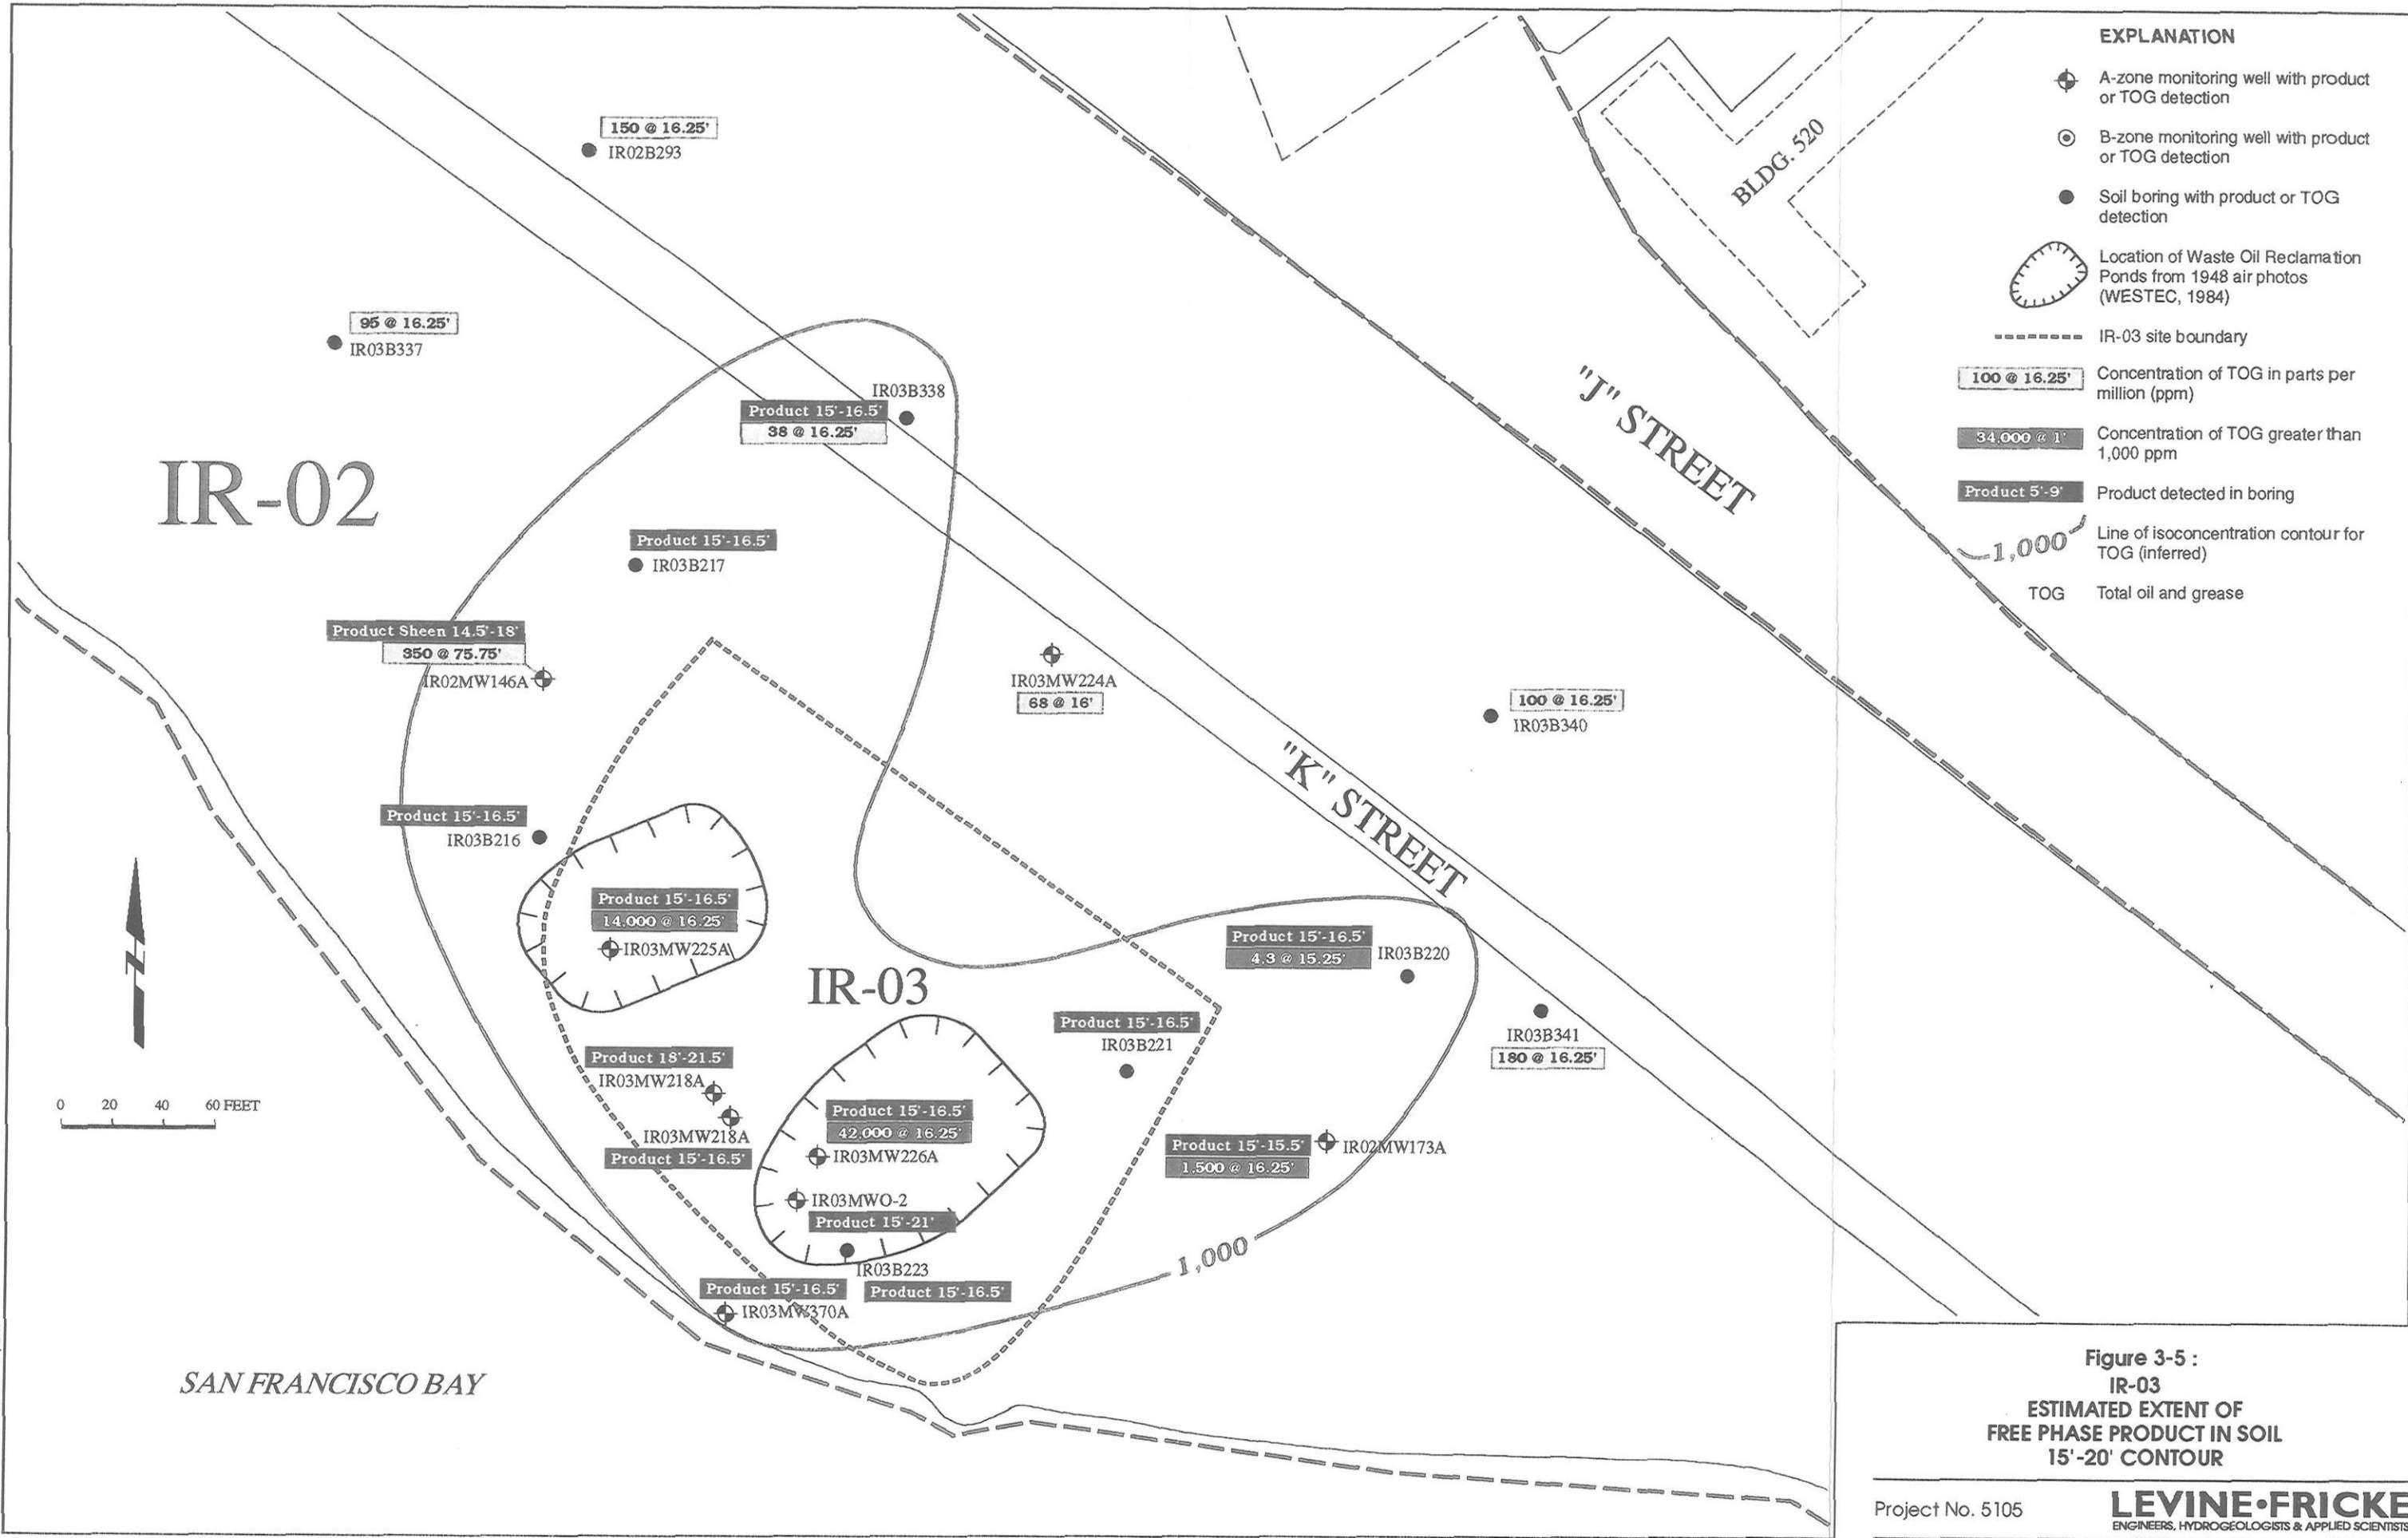 EXPLANATION
A-zone monitoring well with product
or TOG detection
B-zone monitoring well with product
or TOG detection
Soil boring with product or TOG
detection
Location of Waste Oil Reclamation
Ponds from 1948 air photos
(WESTEC, 1984)
IR-03 site boundary
100 @ 16.25'
Concentration of TOG in parts per
million (ppm)
34,000 @ 1'
Concentration of TOG greater than
1,000 ppm
Product 5'-9'
Product detected in boring
1,000
Line of isoconcentration contour for
TOG (inferred)
TOG
Total oil and grease
BLDG. 520
"J" STREET
"K" STREET
150 @ 16.25'
IR02B293
95 @ 16.25'
IR03B337
IR03B338
Product 15'-16.5'
38 @ 16.25'
IR-02
Product 15'-16.5'
IR03B217
Product Sheen 14.5'-18'
350 @ 75.75'
IR02MW146A
IR03MW224A
68 @ 16'
100 @ 16.25'
IR03B340
Product 15'-16.5'
IR03B216
Product 15'-16.5'
14,000 @ 16.25'
IR03MW225A
IR-03
Product 15'-16.5'
4.3 @ 15.25'
IR03B220
IR03B341
180 @ 16.25'
Product 15'-16.5'
IR03B221
Product 18'-21.5'
IR03MW218A
IR03MW218A
Product 15'-16.5'
Product 15'-16.5'
42,000 @ 16.25'
IR03MW226A
IR03MWO-2
Product 15'-21'
IR03B223
Product 15'-16.5'
Product 15'-16.5'
IR03MW370A
Product 15'-15.5'
1,500 @ 16.25'
IR02MW173A
1,000
N
0 20 40 60 FEET
SAN FRANCISCO BAY
Figure 3-5 :
IR-03
ESTIMATED EXTENT OF
FREE PHASE PRODUCT IN SOIL
15'-20' CONTOUR
Project No. 5105
LEVINE•FRICKE
ENGINEERS, HYDROGEOLOGISTS & APPLIED SCIENTISTS